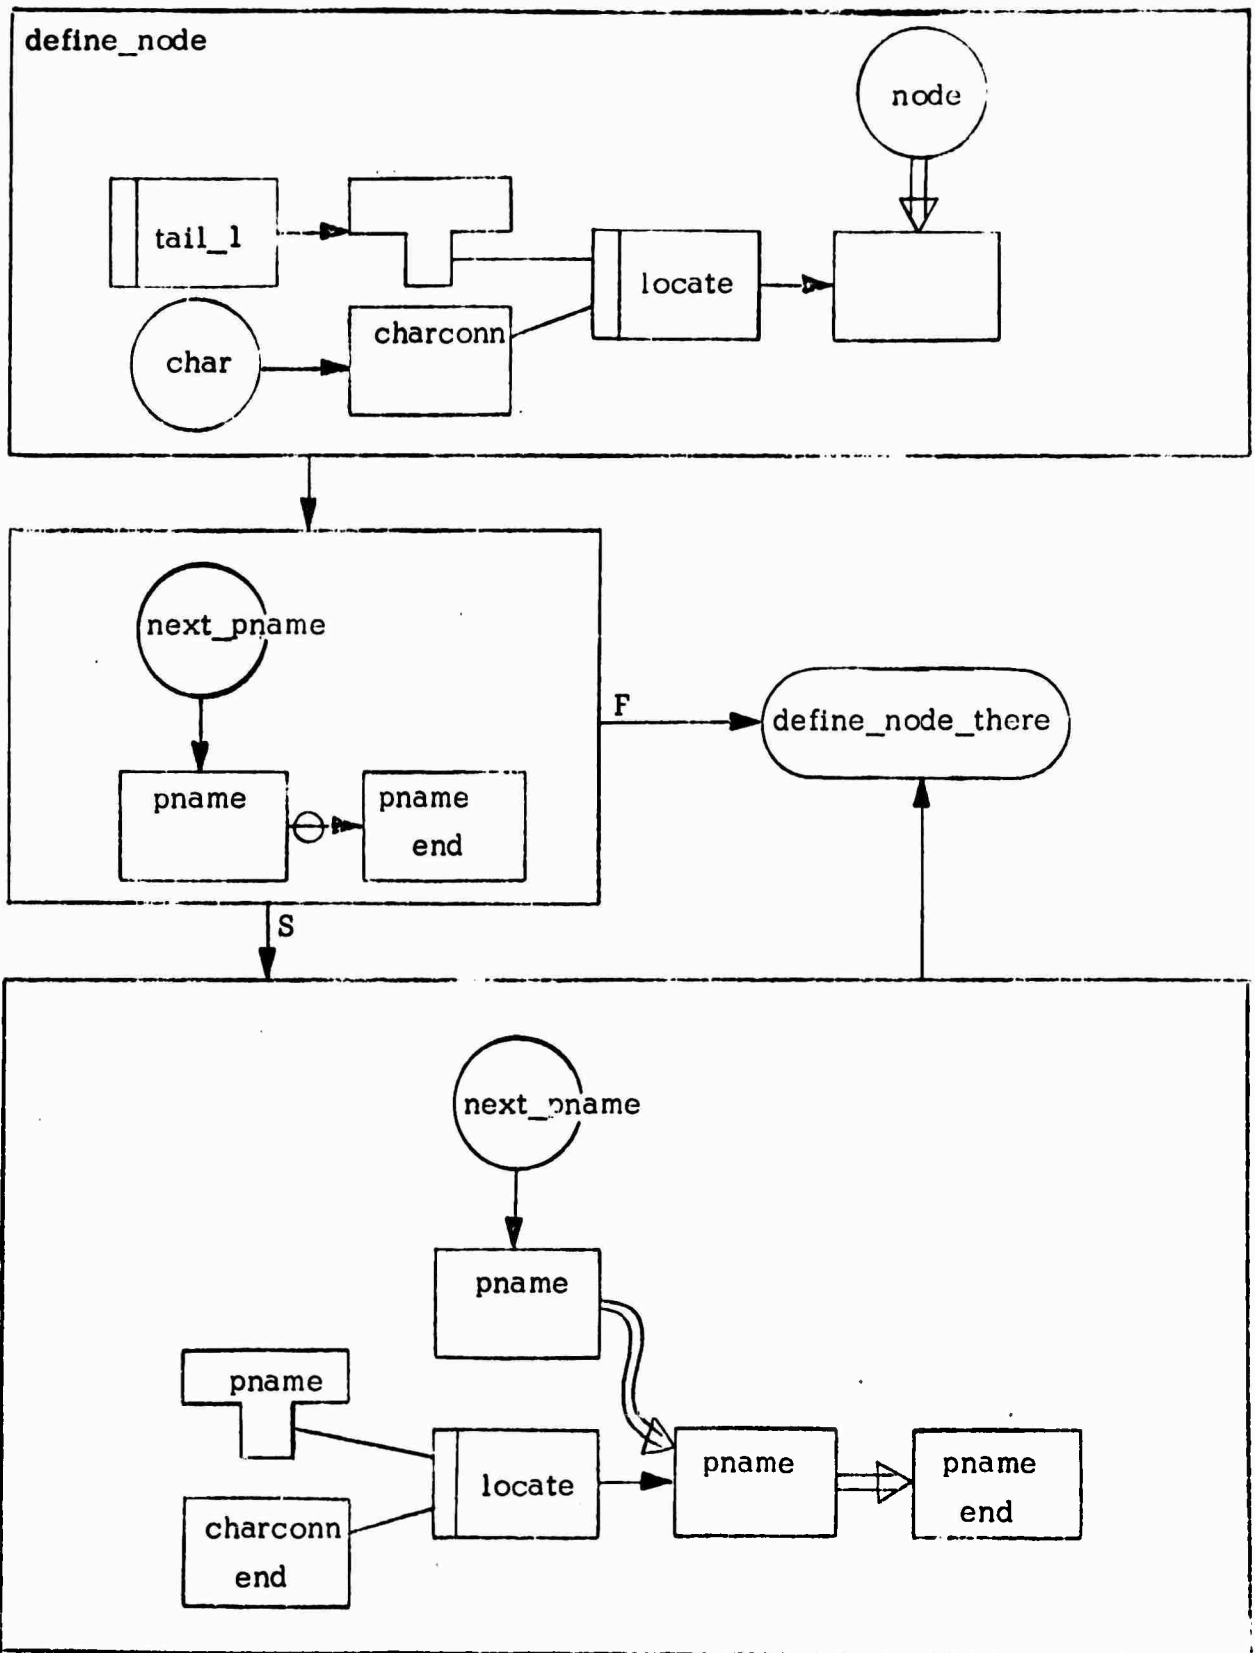 define_node
node
tail_1
locate
charconn
char
next_pname
F
define_node_there
pname
pname
end
S
next_pname
pname
pname
pname
pname
locate
charconn
end
end